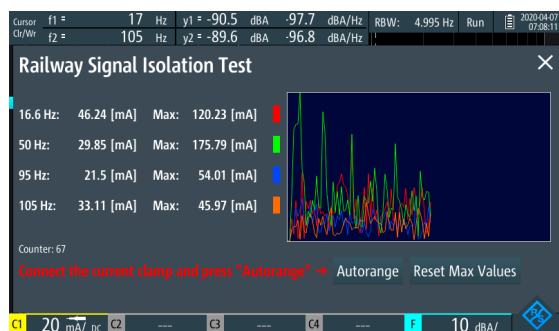 Cursor f1 = 17 Hz y1 = -90.5 dBA -97.7 dBA/Hz RBW: 4.995 Hz Run 2020-04-07
Clr/Wr f2 = 105 Hz y2 = -89.6 dBA -96.8 dBA/Hz 07:08:11
Railway Signal Isolation Test
16.6 Hz: 46.24 [mA] Max: 120.23 [mA]
50 Hz: 29.85 [mA] Max: 175.79 [mA]
95 Hz: 21.5 [mA] Max: 54.01 [mA]
105 Hz: 33.11 [mA] Max: 45.97 [mA]
Counter: 67
Connect the current clamp and press "Autorange" → Autorange Reset Max Values
C1 20 mA/ DC C2 --- C3 --- C4 --- F 10 dBA/ R&S